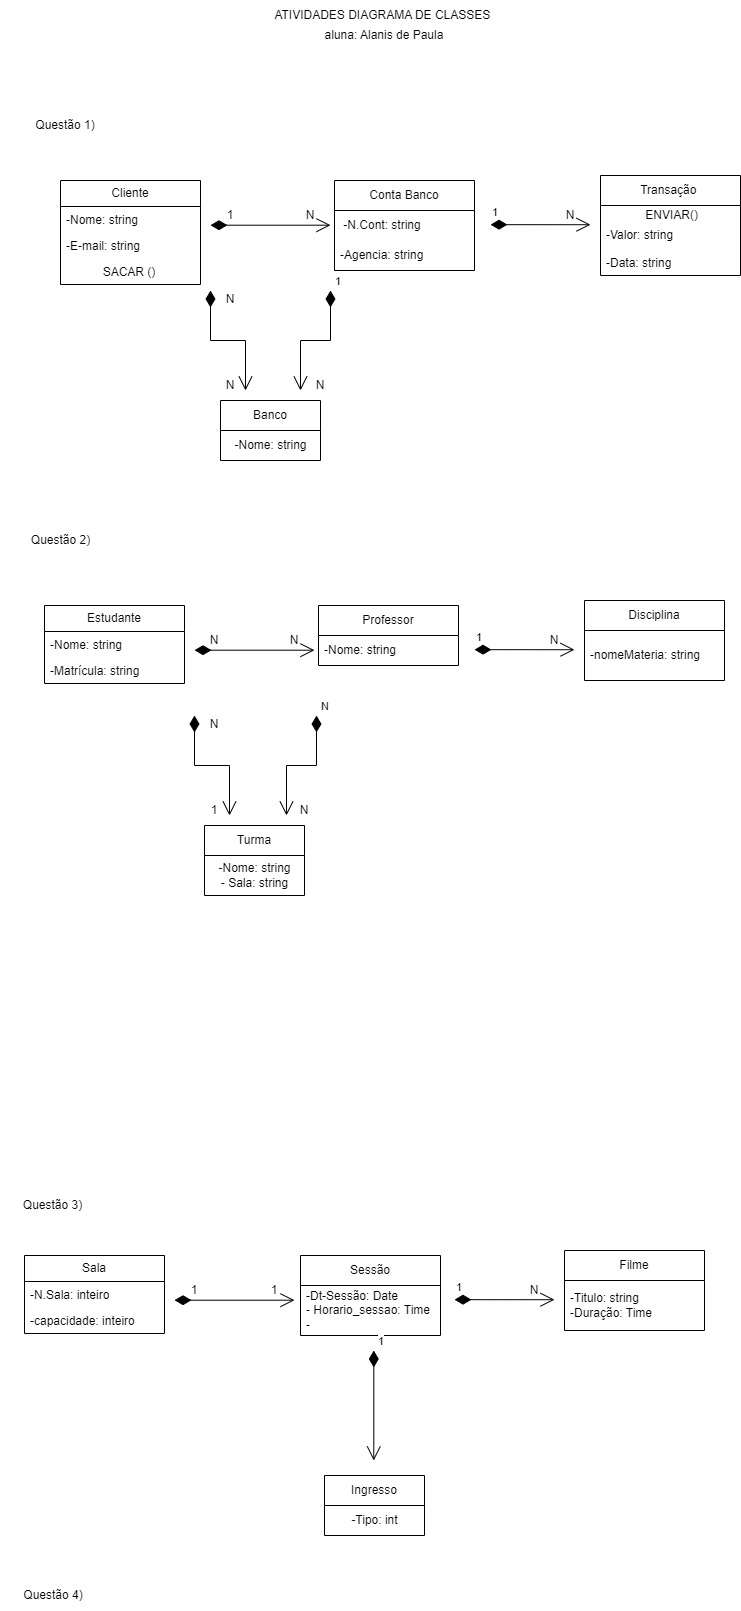 ATIVIDADES DIAGRAMA DE CLASSES
aluna: Alanis de Paula
Questão 1)
Cliente
-Nome: string
-E-mail: string
SACAR ()
1
N
Conta Banco
-N.Cont: string
-Agencia: string
1
N
Transação
ENVIAR()
-Valor: string
-Data: string
N
1
N
N
Banco
-Nome: string
Questão 2)
Estudante
-Nome: string
-Matrícula: string
N
N
Professor
-Nome: string
1
N
Disciplina
-nomeMateria: string
N
N
1
N
Turma
-Nome: string
- Sala: string
Questão 3)
Sala
-N.Sala: inteiro
-capacidade: inteiro
1
1
Sessão
-Dt-Sessão: Date
- Horario_sessao: Time
-
1
N
Filme
-Titulo: string
-Duração: Time
1
Ingresso
-Tipo: int
Questão 4)